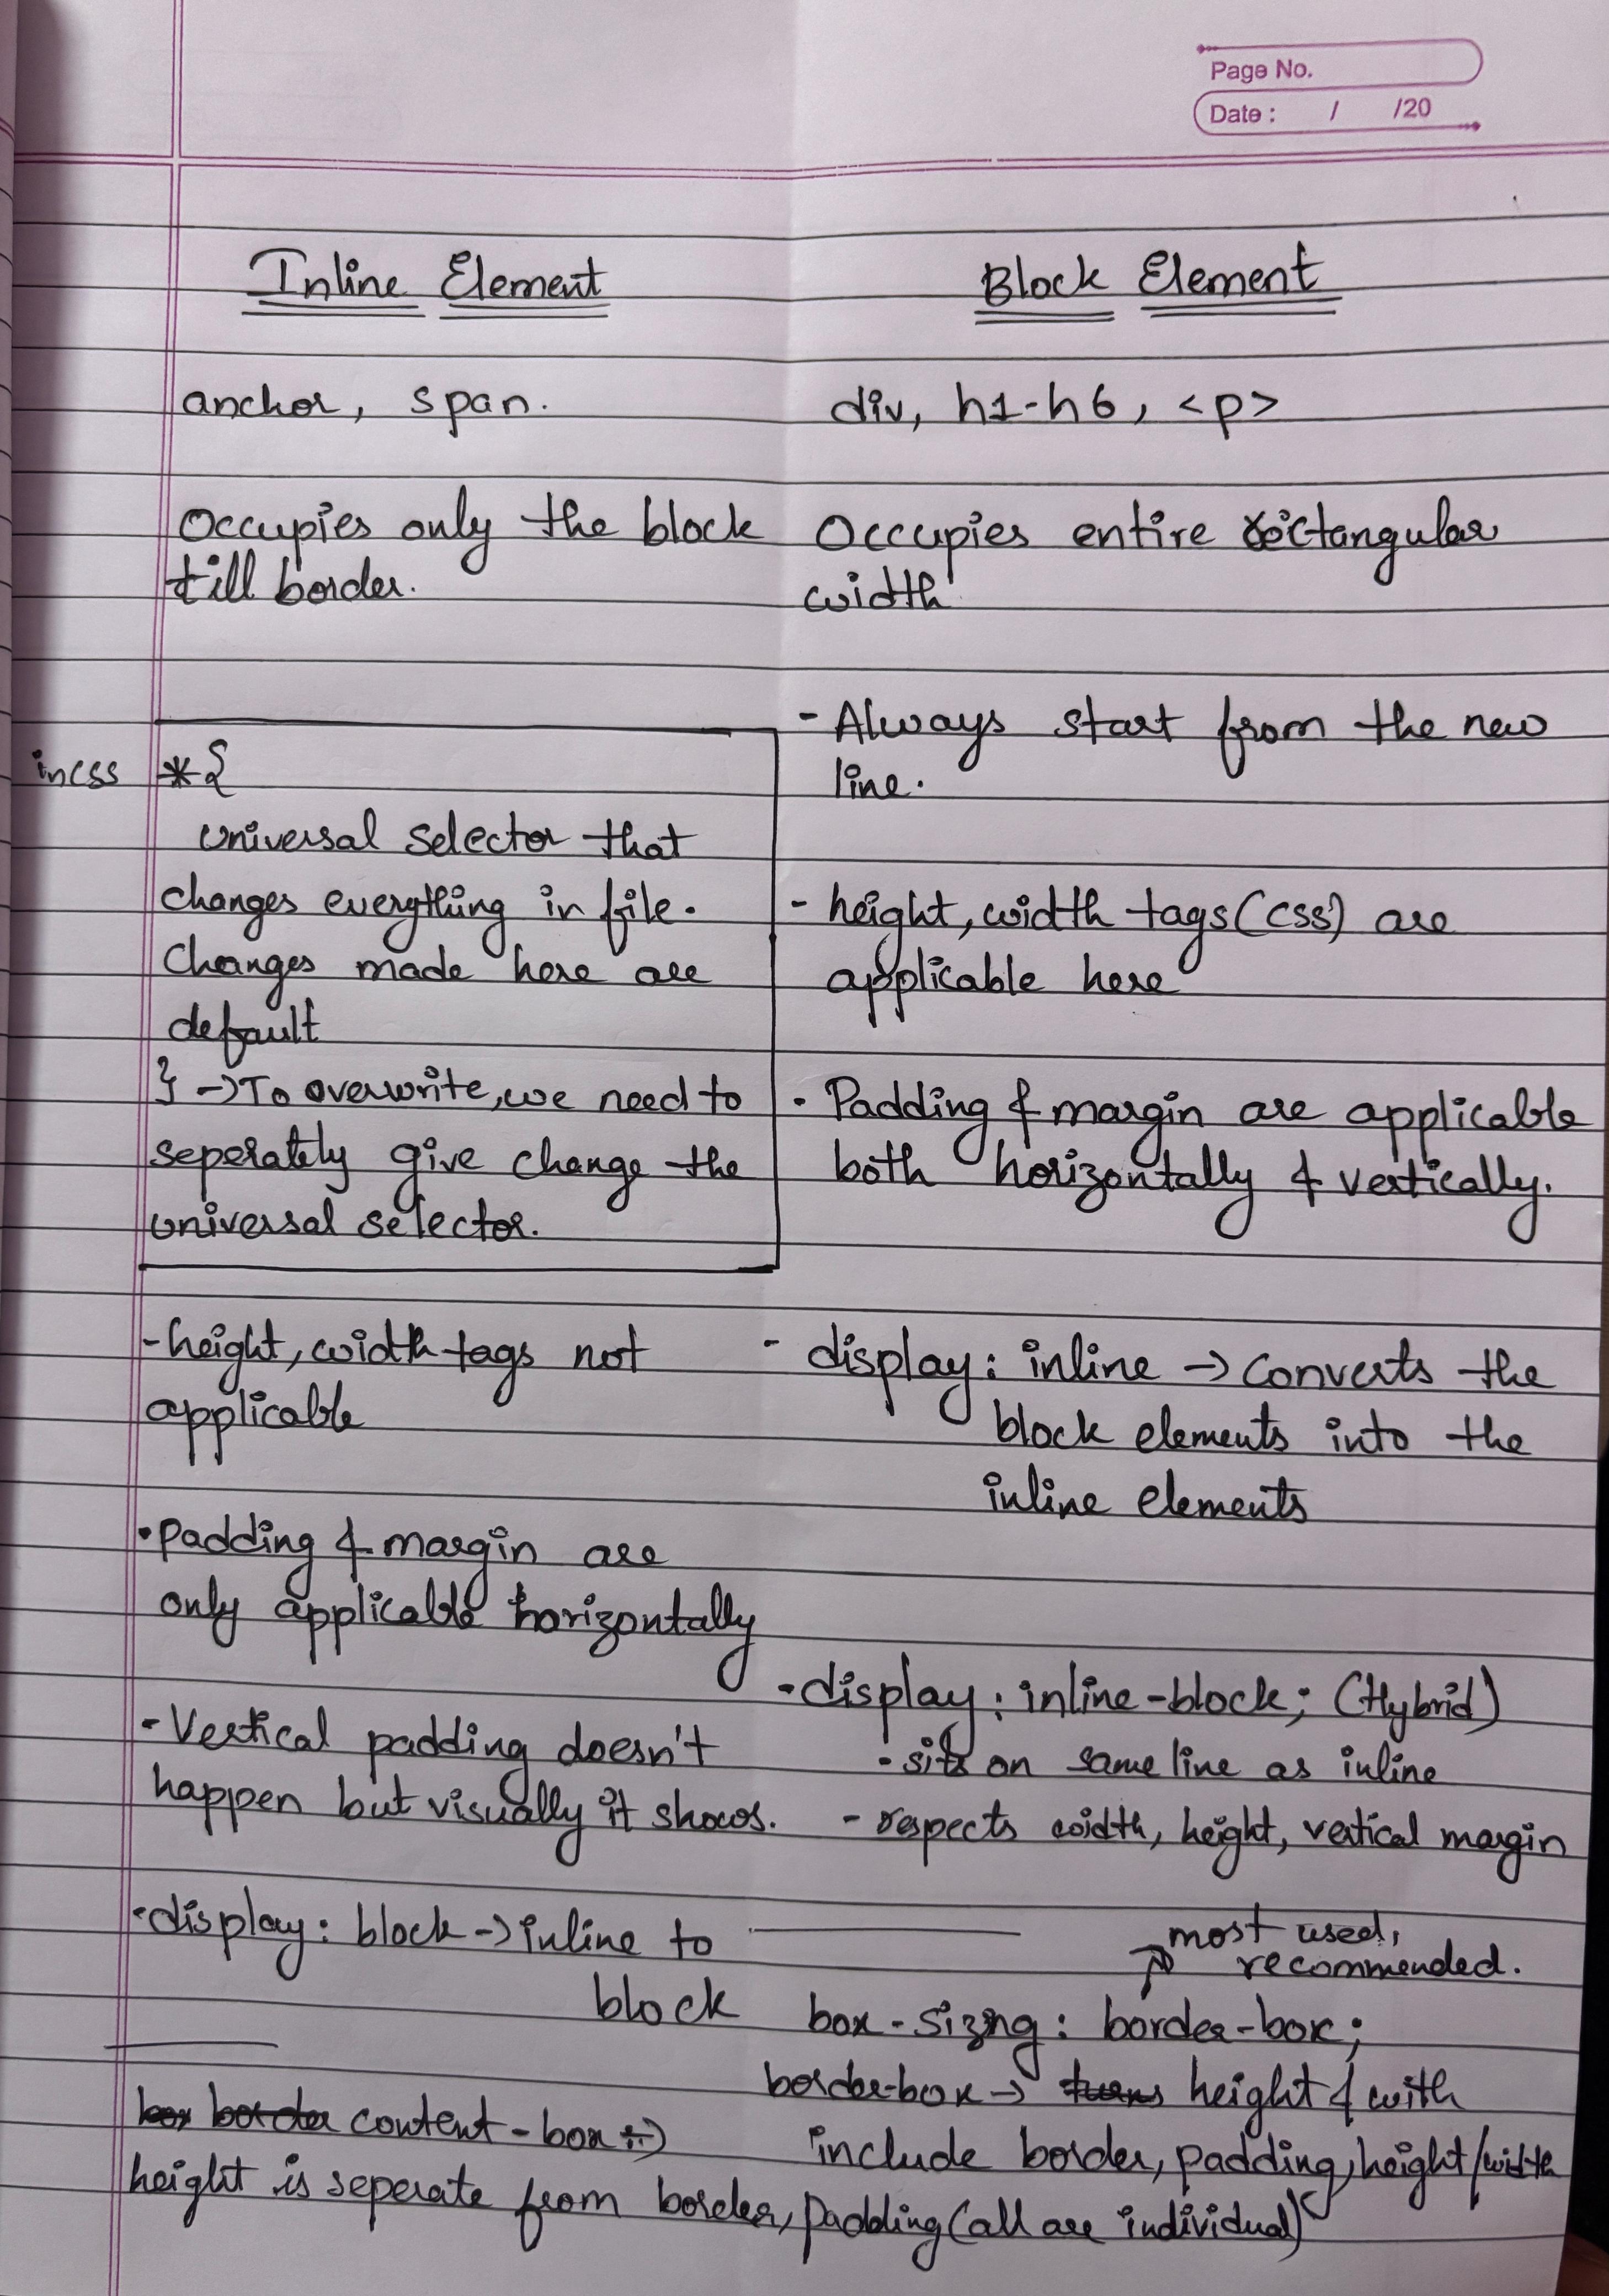 Page No.
Date : / /20
Inline Element
anchor, span.
Occupies only the block
till border.
incss *{
universal selector that
changes everything in file.
changes made here are
default
} → To overwrite, we need to
seperately give change the
universal selector.
- height, width tags not
applicable
• Padding & margin are
only applicable horizontally
- Vertical padding doesn't
happen but visually it shows.
• display: block → inline to
block
Block Element
div, h1-h6, <p>
Occupies entire rectangular
width
- Always start from the new
line.
- height, width tags (css) are
applicable here
• Padding & margin are applicable
both horizontally & vertically.
- display: inline → converts the
block elements into the
inline elements
• display: inline-block; (Hybrid)
- sits on same line as inline
- respects width, height, vertical margin
most used,
recommended.
box-sizing: border-box;
border-box → height & with
include border, padding, height/width
content-box →
height is seperate from border, padding (all are individual)